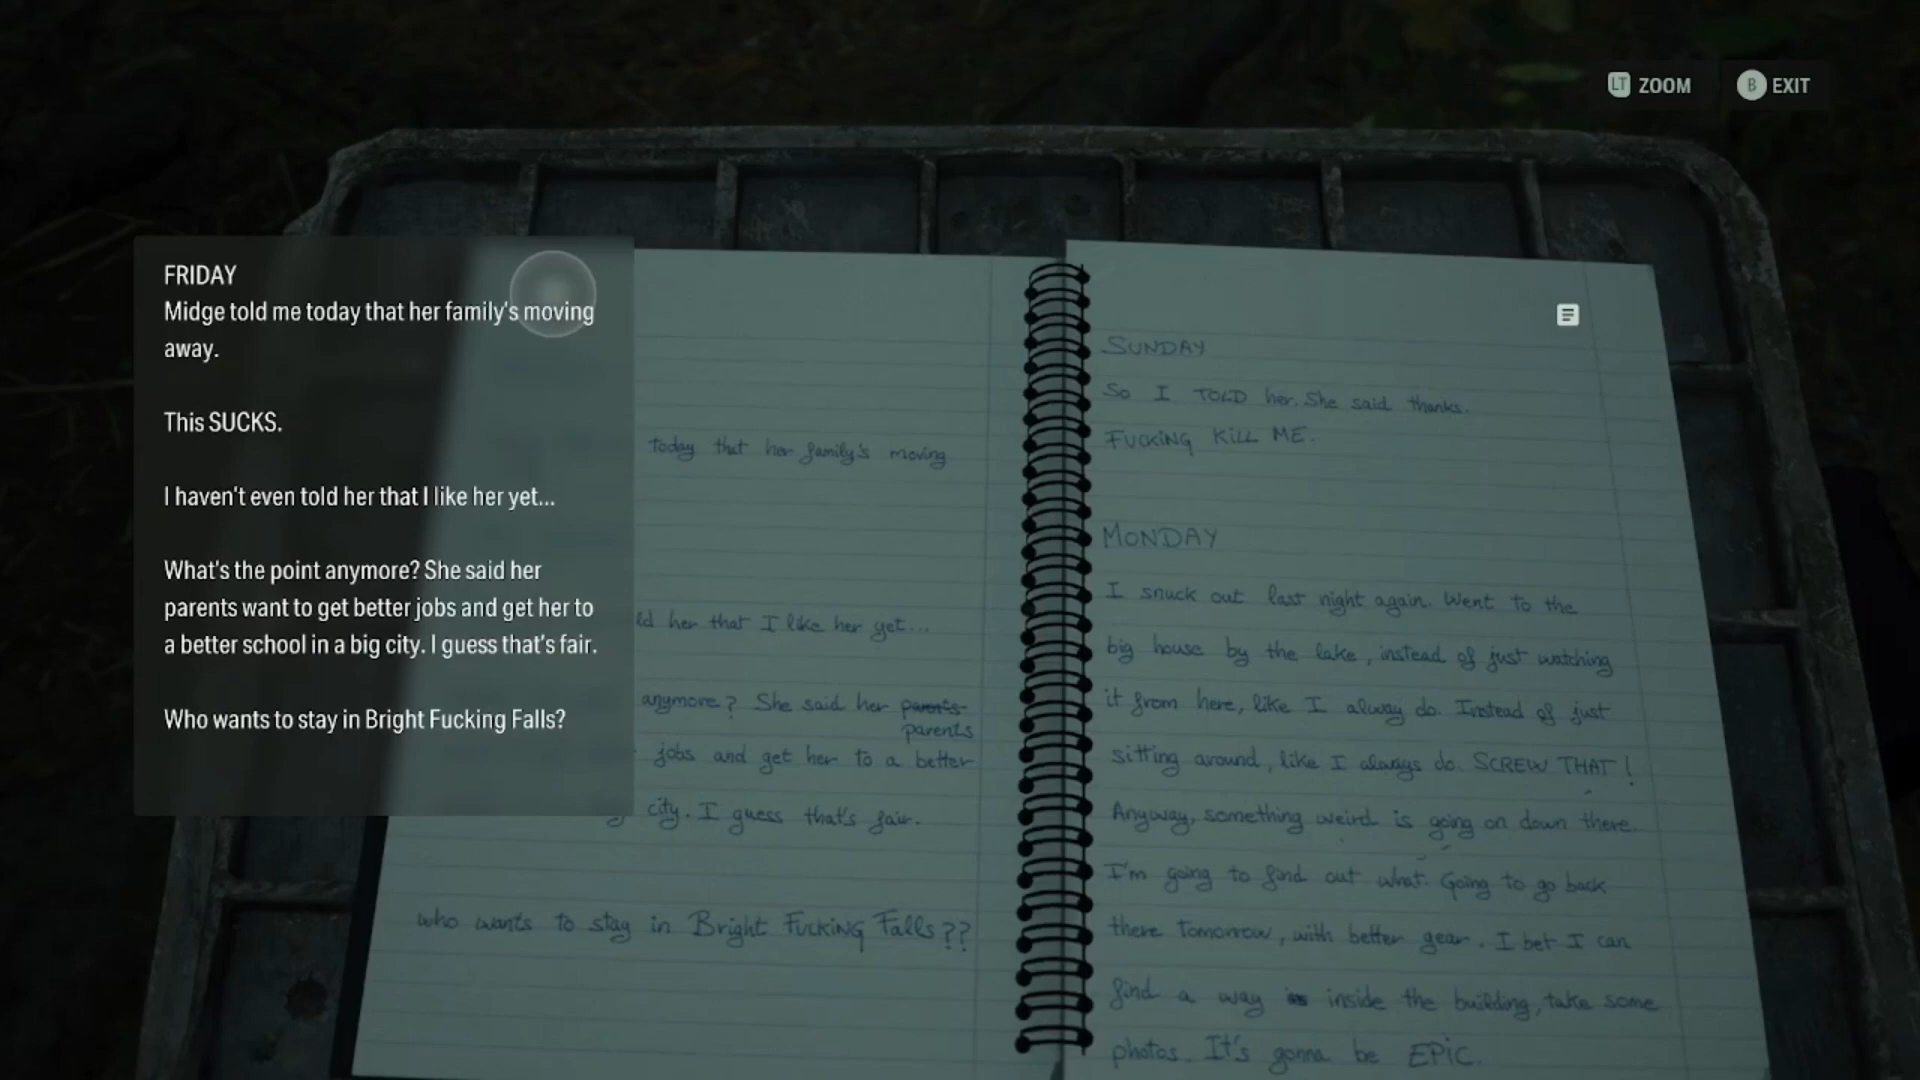 LT ZOOM B EXIT
FRIDAY
Midge told me today that her family's moving
away.
This SUCKS.
I haven't even told her that I like her yet...
What's the point anymore? She said her
parents want to get better jobs and get her to
a better school in a big city. I guess that's fair.
Who wants to stay in Bright Fucking Falls?
today that her family's moving
ld her that I like her yet...
anymore? She said her parents
parents
jobs and get her to a better
city. I guess that's fair.
who wants to stay in Bright FUCKING Falls??
SUNDAY
So I TOLD her. She said thanks.
FUCKING KILL ME.
MONDAY
I snuck out last night again. Went to the
big house by the lake, instead of just watching
it from here, like I alway do. Instead of just
sitting around, like I always do. SCREW THAT!
Anyway, something weird is going on down there.
I'm going to find out what. Going to go back
there tomorrow, with better gear. I bet I can
find a way inside the building, take some
photos. It's gonna be EPIC.